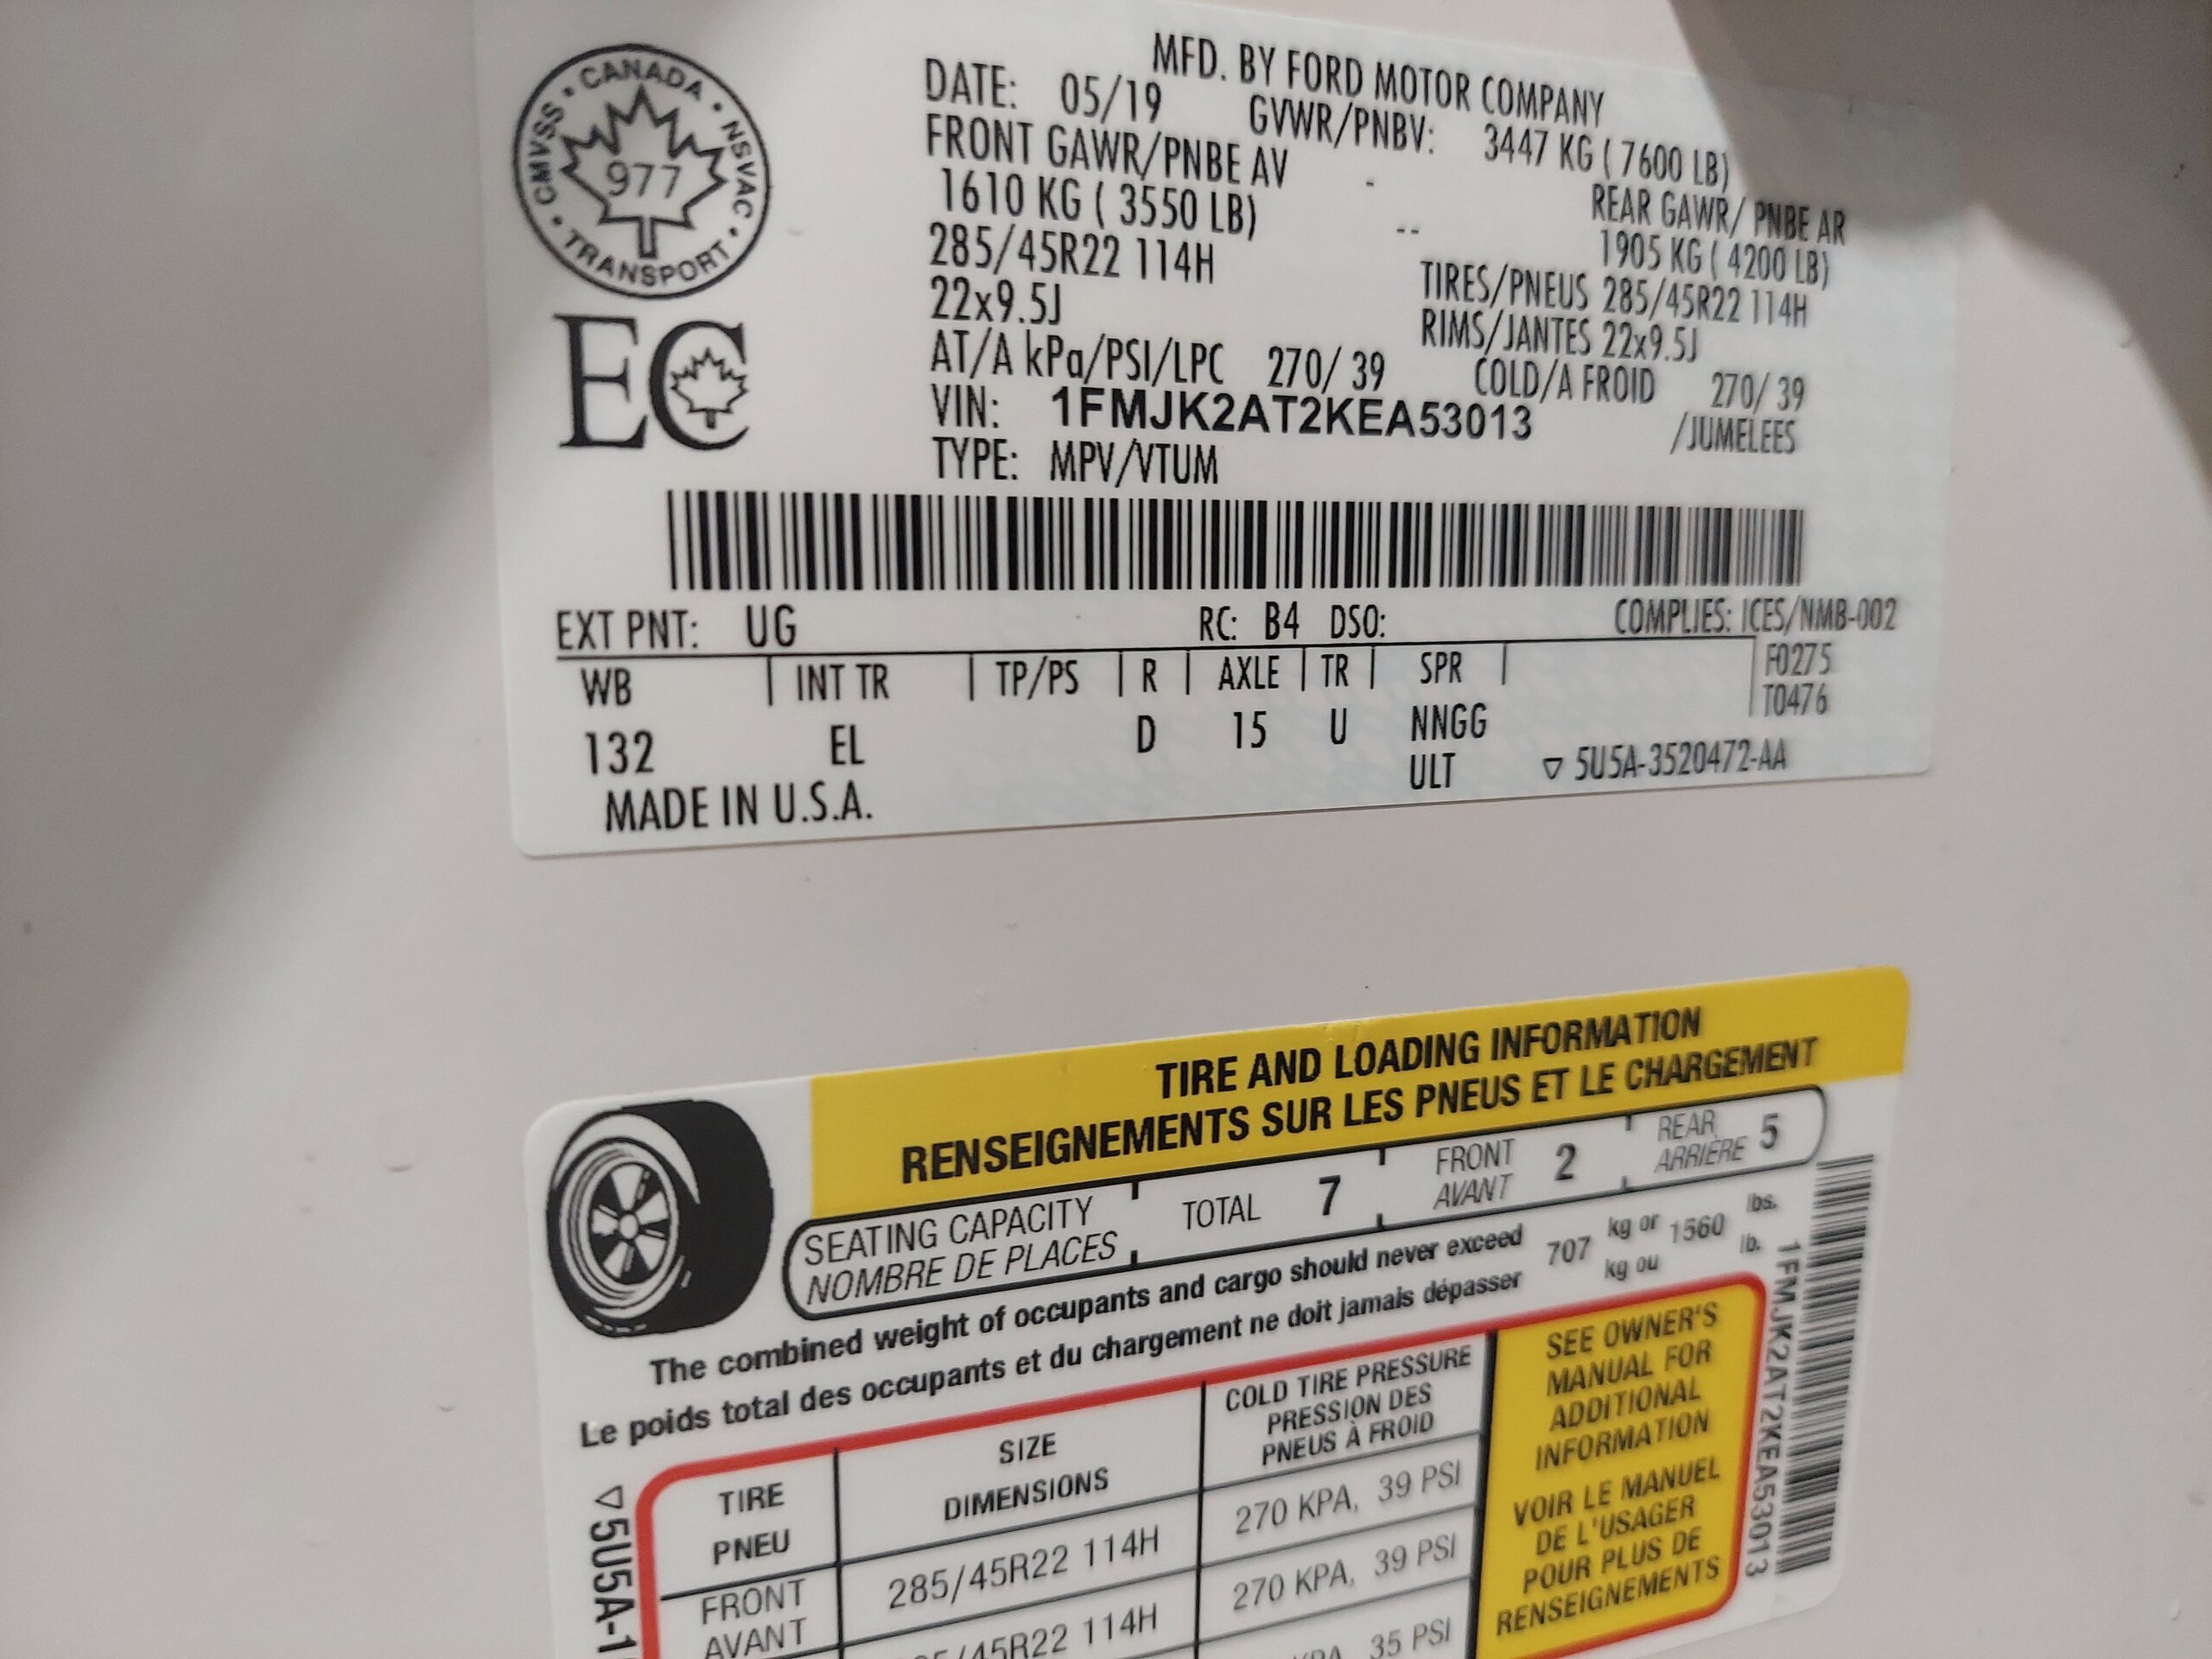 CANADA · NSVAC · TRANSPORT · CMVSS
977
EC
MFD. BY FORD MOTOR COMPANY
DATE: 05/19 GVWR/PNBV: 3447 KG ( 7600 LB)
FRONT GAWR/PNBE AV - REAR GAWR/ PNBE AR
1610 KG ( 3550 LB) -- 1905 KG ( 4200 LB)
285/45R22 114H TIRES/PNEUS 285/45R22 114H
22x9.5J RIMS/JANTES 22x9.5J
AT/A kPa/PSI/LPC 270/ 39 COLD/A FROID 270/ 39
VIN: 1FMJK2AT2KEA53013 /JUMELEES
TYPE: MPV/VTUM
EXT PNT: UG RC: B4 DSO: COMPLIES: ICES/NMB-002
WB | INT TR | TP/PS | R | AXLE | TR | SPR | F0275
T0476
132 EL D 15 U NNGG
ULT ▽ 5U5A-3520472-AA
MADE IN U.S.A.
TIRE AND LOADING INFORMATION
RENSEIGNEMENTS SUR LES PNEUS ET LE CHARGEMENT
SEATING CAPACITY TOTAL 7 FRONT 2 REAR 5
NOMBRE DE PLACES AVANT ARRIÈRE
The combined weight of occupants and cargo should never exceed 707 kg or 1560 lbs.
Le poids total des occupants et du chargement ne doit jamais dépasser kg ou lb.
TIRE SIZE COLD TIRE PRESSURE
PNEU DIMENSIONS PRESSION DES
PNEUS À FROID
FRONT 285/45R22 114H 270 KPA, 39 PSI
AVANT
/45R22 114H 270 KPA, 39 PSI
KPA 35 PSI
SEE OWNER'S
MANUAL FOR
ADDITIONAL
INFORMATION
VOIR LE MANUEL
DE L'USAGER
POUR PLUS DE
RENSEIGNEMENTS
1FMJK2AT2KEA53013
▽ 5U5A-1